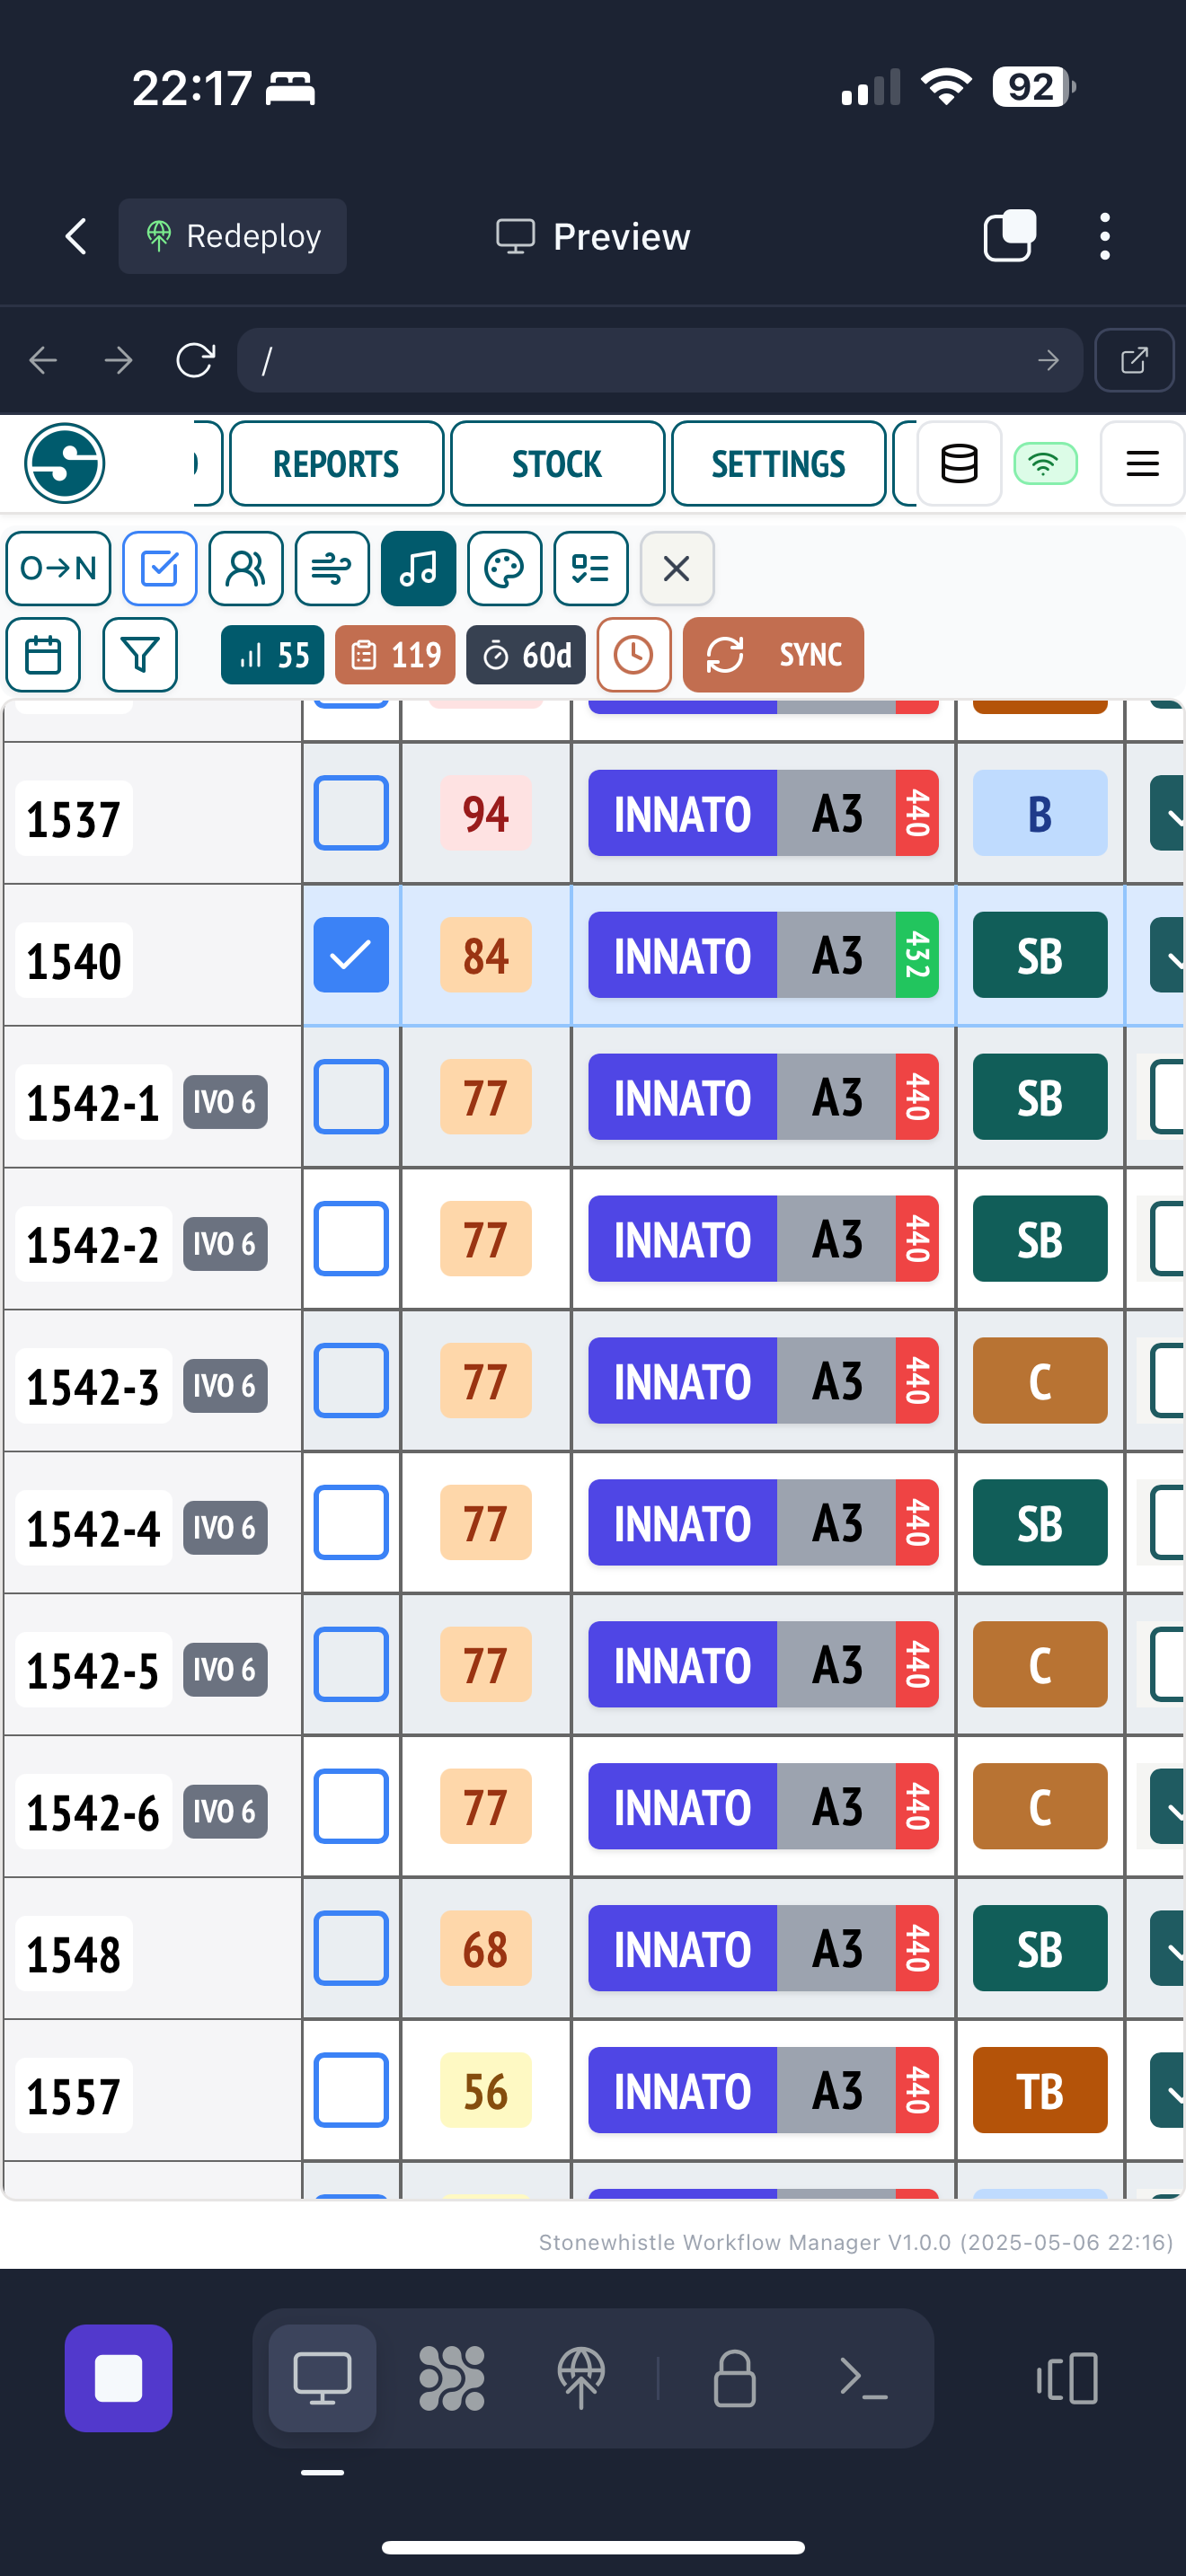 22:17 92
Redeploy Preview
/
REPORTS STOCK SETTINGS
O→N
55 119 60d SYNC
1537 94 INNATO A3 440 B
1540 84 INNATO A3 432 SB
1542-1 IVO 6 77 INNATO A3 440 SB
1542-2 IVO 6 77 INNATO A3 440 SB
1542-3 IVO 6 77 INNATO A3 440 C
1542-4 IVO 6 77 INNATO A3 440 SB
1542-5 IVO 6 77 INNATO A3 440 C
1542-6 IVO 6 77 INNATO A3 440 C
1548 68 INNATO A3 440 SB
1557 56 INNATO A3 440 TB
Stonewhistle Workflow Manager V1.0.0 (2025-05-06 22:16)